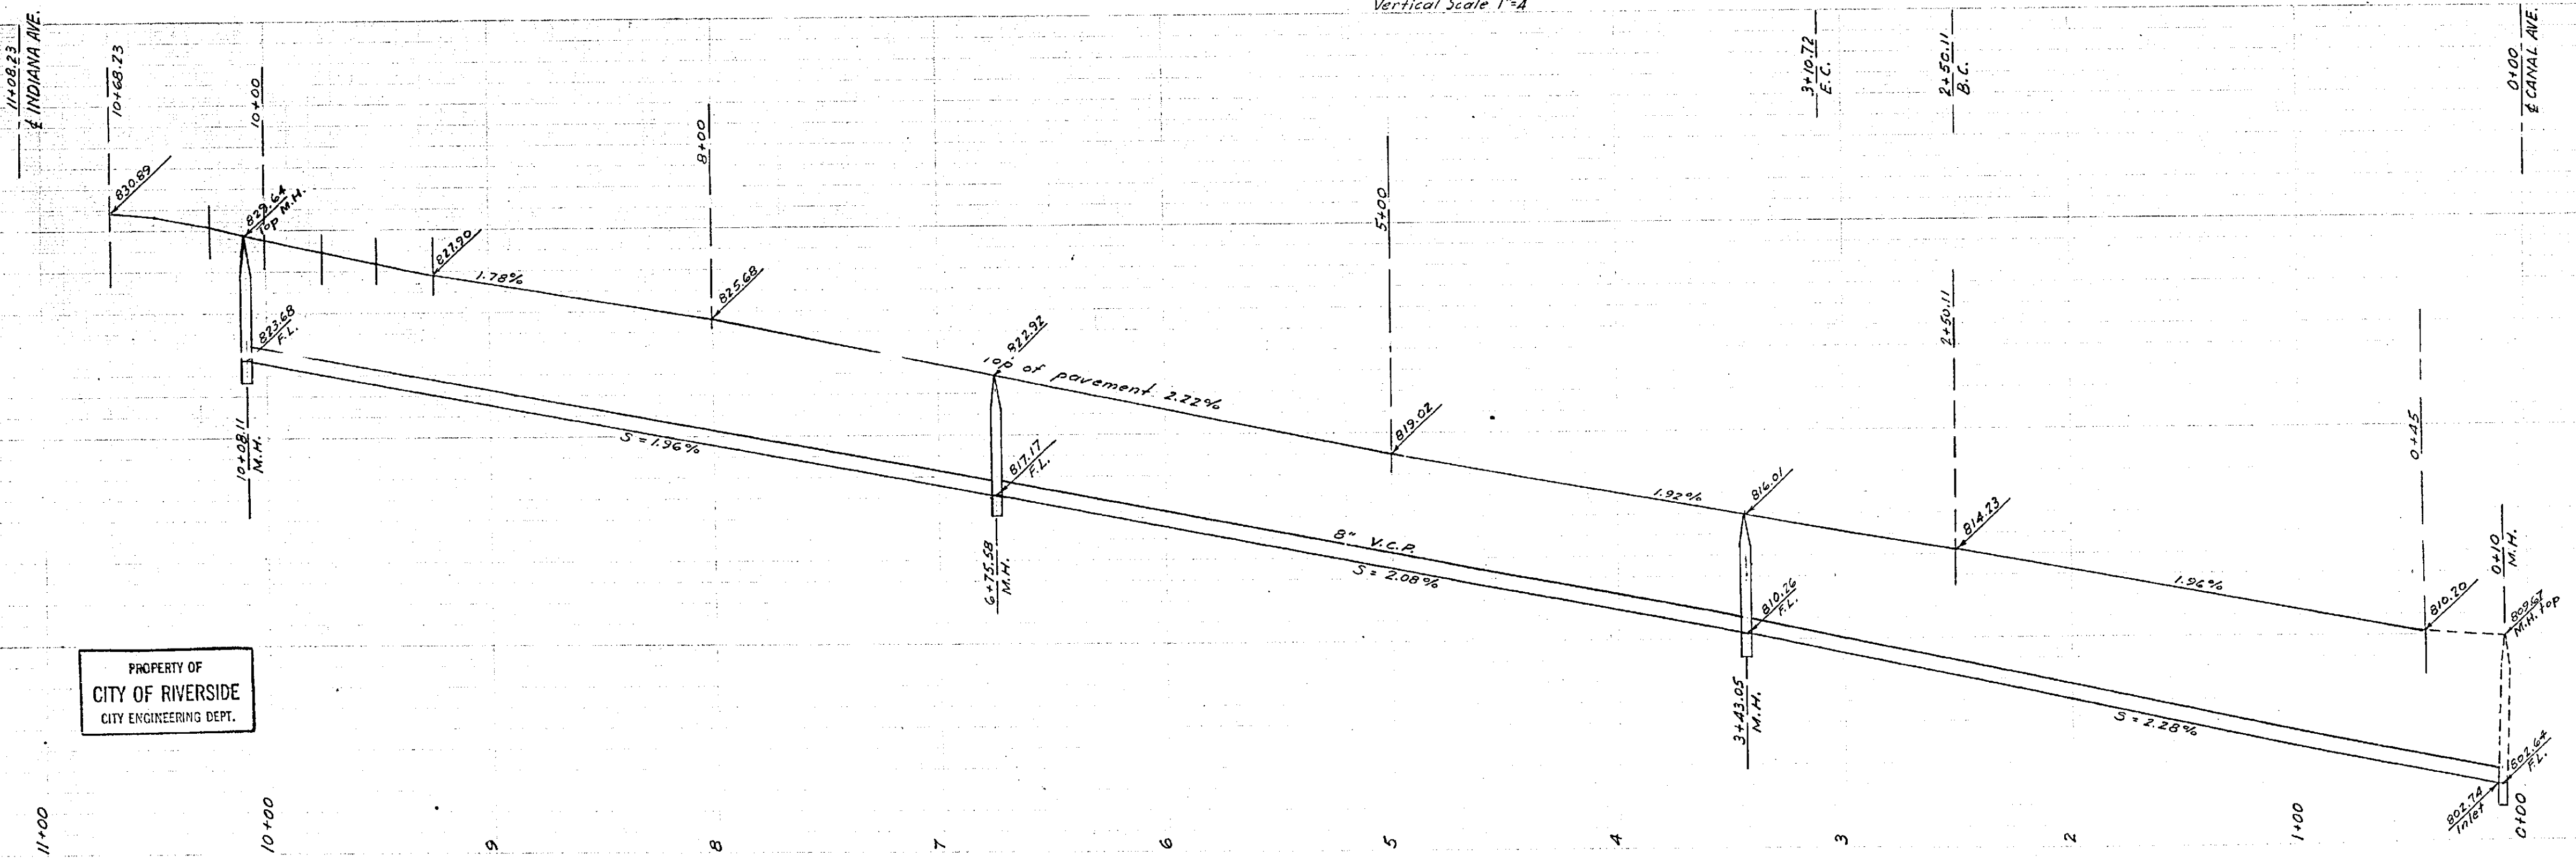 Vertical Scale 1"=4'
11+08.23
℄ INDIANA AVE.
10+68.23
10+00
8+00
5+00
3+10.72
E.C.
2+50.11
B.C.
0+00
℄ CANAL AVE.
830.89
829.64
Top M.H.
827.90
1.78%
825.68
822.92
Top of pavement 2.22%
819.02
1.92%
816.01
2+50.11
814.23
1.96%
0+45
810.20
0+10
M.H.
809.67
M.H. top
823.68
F.L.
10+08.11
M.H.
S = 1.96%
817.17
F.L.
6+75.58
M.H.
8" V.C.P.
S = 2.08%
810.26
F.L.
3+43.05
M.H.
S = 2.28%
802.64
F.L.
802.74
Inlet
PROPERTY OF
CITY OF RIVERSIDE
CITY ENGINEERING DEPT.
11+00
10+00
9
8
7
6
5
4
3
2
1+00
0+00